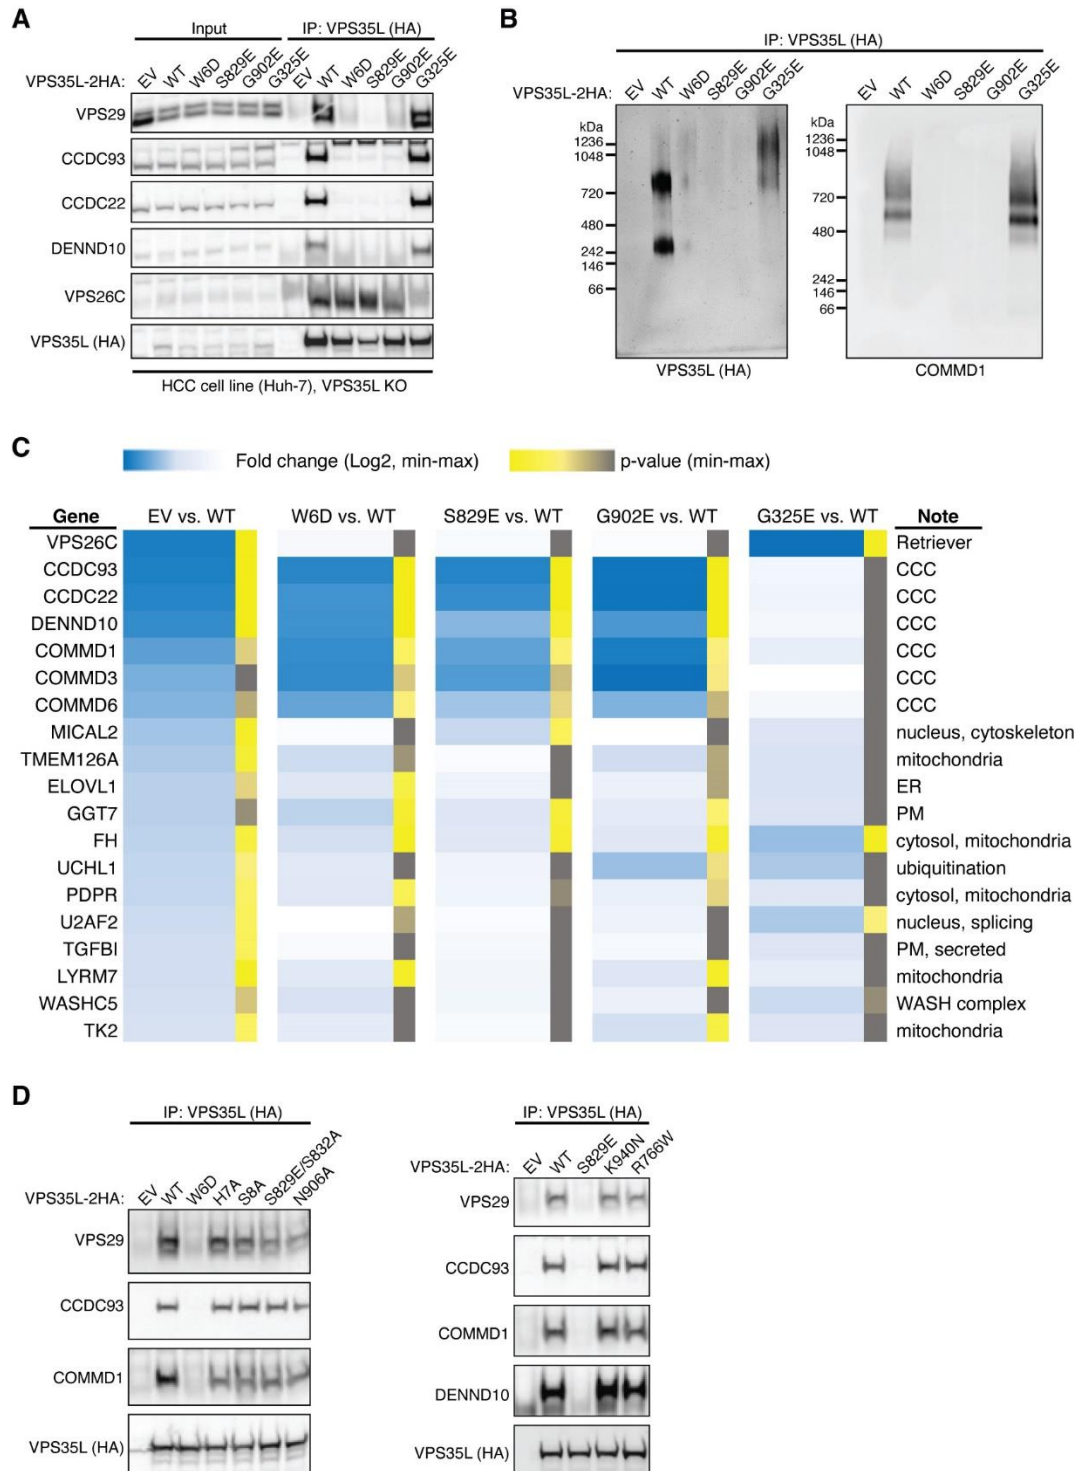 A
Input IP: VPS35L (HA)
VPS35L-2HA: EV WT W6D S829E G902E G325E EV WT W6D S829E G902E G325E
VPS29
CCDC93
CCDC22
DENND10
VPS26C
VPS35L (HA)
HCC cell line (Huh-7), VPS35L KO
B
IP: VPS35L (HA)
VPS35L-2HA: EV WT W6D S829E G902E G325E EV WT W6D S829E G902E G325E
kDa kDa
1236 1236
1048 1048
720 720
480 480
242 242
146 146
66 66
VPS35L (HA) COMMD1
C
Fold change (Log2, min-max) p-value (min-max)
Gene EV vs. WT W6D vs. WT S829E vs. WT G902E vs. WT G325E vs. WT Note
VPS26C Retriever
CCDC93 CCC
CCDC22 CCC
DENND10 CCC
COMMD1 CCC
COMMD3 CCC
COMMD6 CCC
MICAL2 nucleus, cytoskeleton
TMEM126A mitochondria
ELOVL1 ER
GGT7 PM
FH cytosol, mitochondria
UCHL1 ubiquitination
PDPR cytosol, mitochondria
U2AF2 nucleus, splicing
TGFBI PM, secreted
LYRM7 mitochondria
WASHC5 WASH complex
TK2 mitochondria
D
IP: VPS35L (HA)
VPS35L-2HA: EV WT W6D H7A S8A S829E/S832A N906A
VPS29
CCDC93
COMMD1
VPS35L (HA)
IP: VPS35L (HA)
VPS35L-2HA: EV WT S829E K940N R766W
VPS29
CCDC93
COMMD1
DENND10
VPS35L (HA)